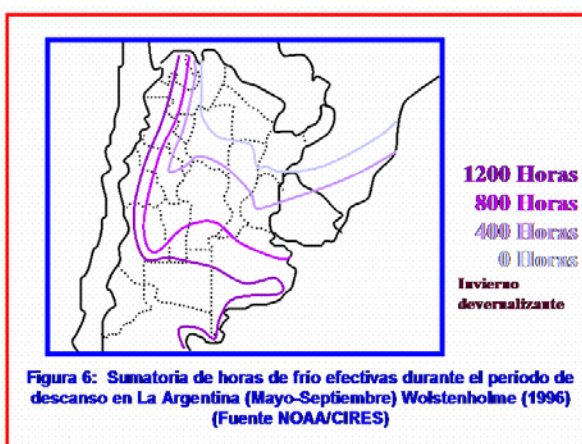 1200 Horas
800 Horas
400 Horas
0 Horas
Invierno
devernalizante
Figura 6: Sumatoria de horas de frío efectivas durante el período de
descanso en La Argentina (Mayo-Septiembre) Wolstenholme (1996)
(Fuente NOAA/CIRES)